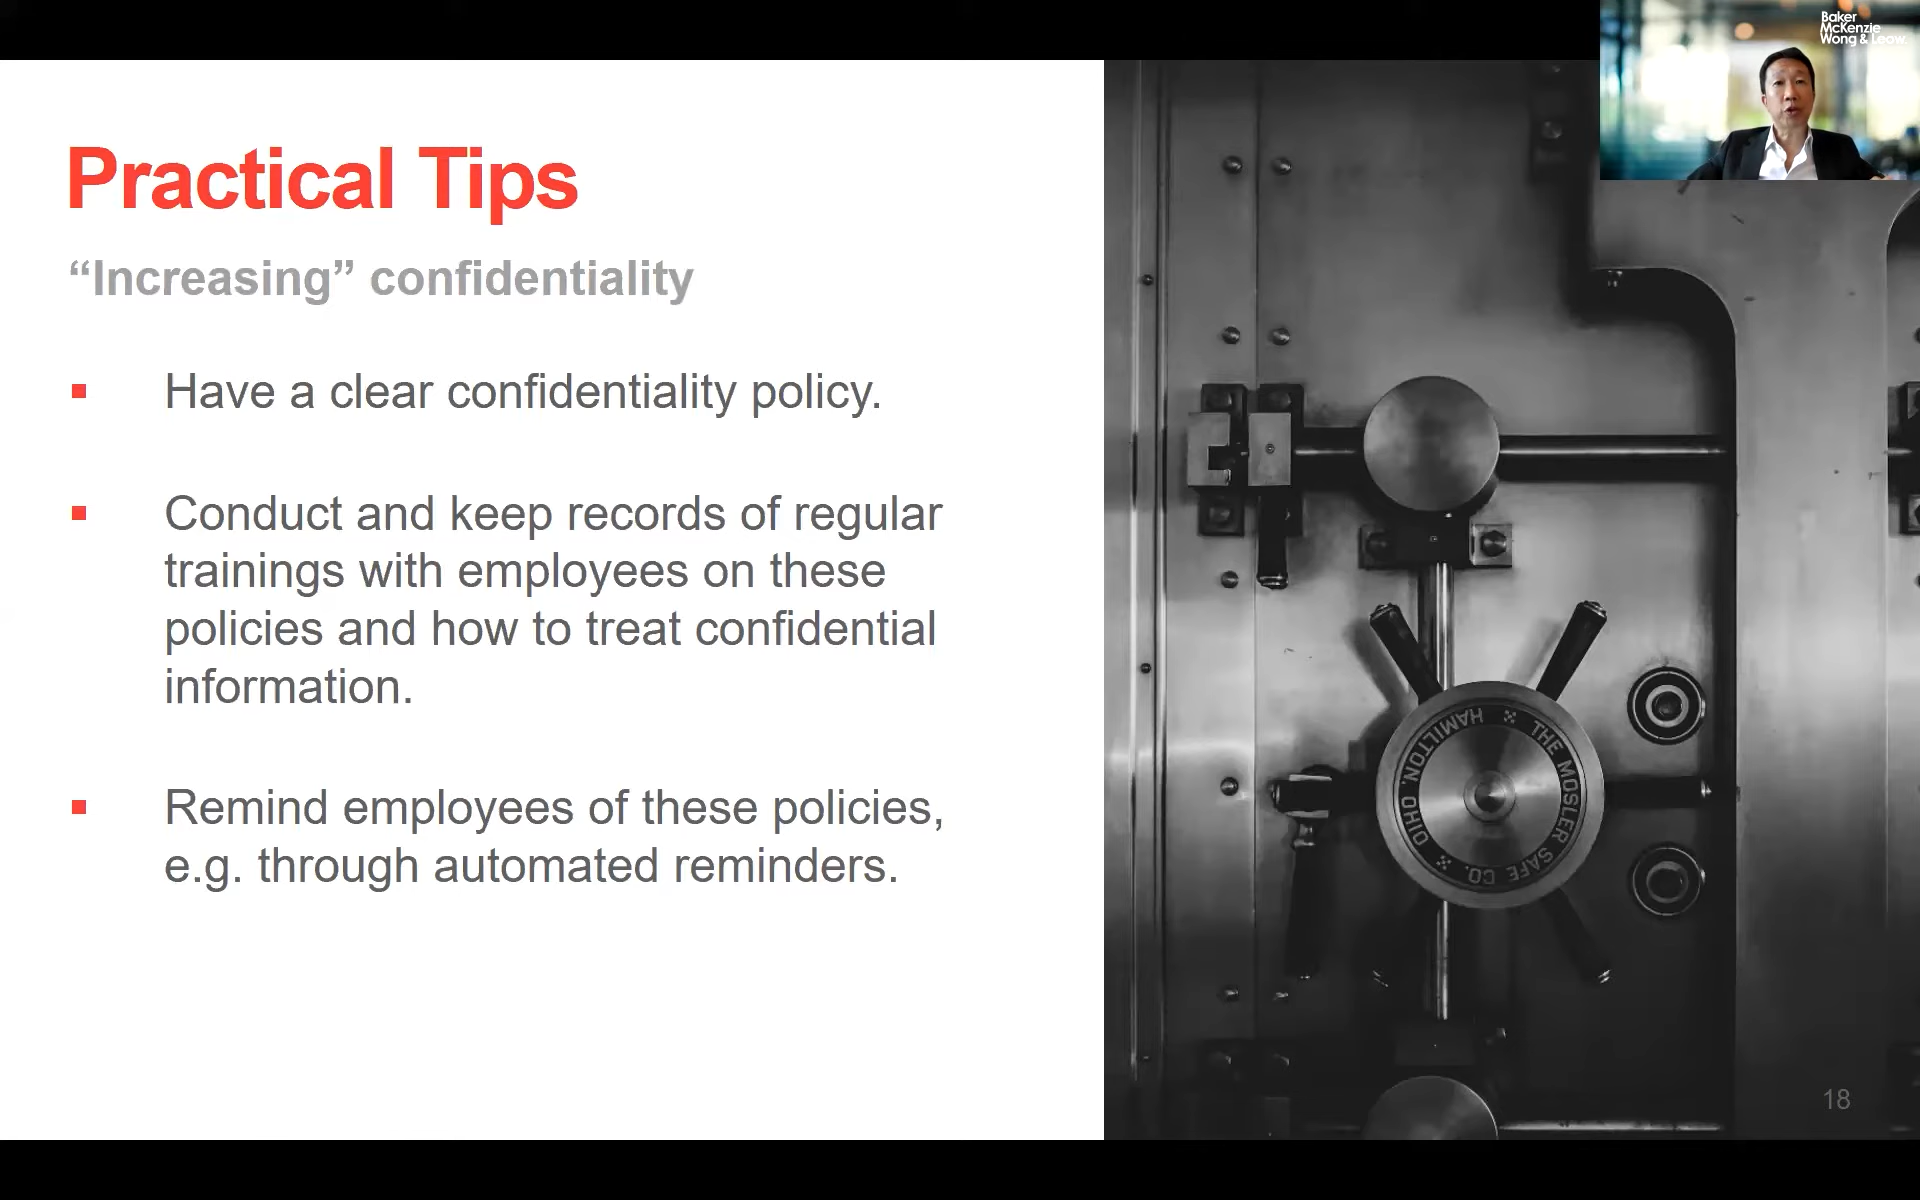 Baker
McKenzie
Wong & Leow.
Practical Tips
“Increasing” confidentiality
Have a clear confidentiality policy.
Conduct and keep records of regular
trainings with employees on these
policies and how to treat confidential
information.
Remind employees of these policies,
e.g. through automated reminders.
THE MOSLER SAFE CO.
HAMILTON, OHIO
18